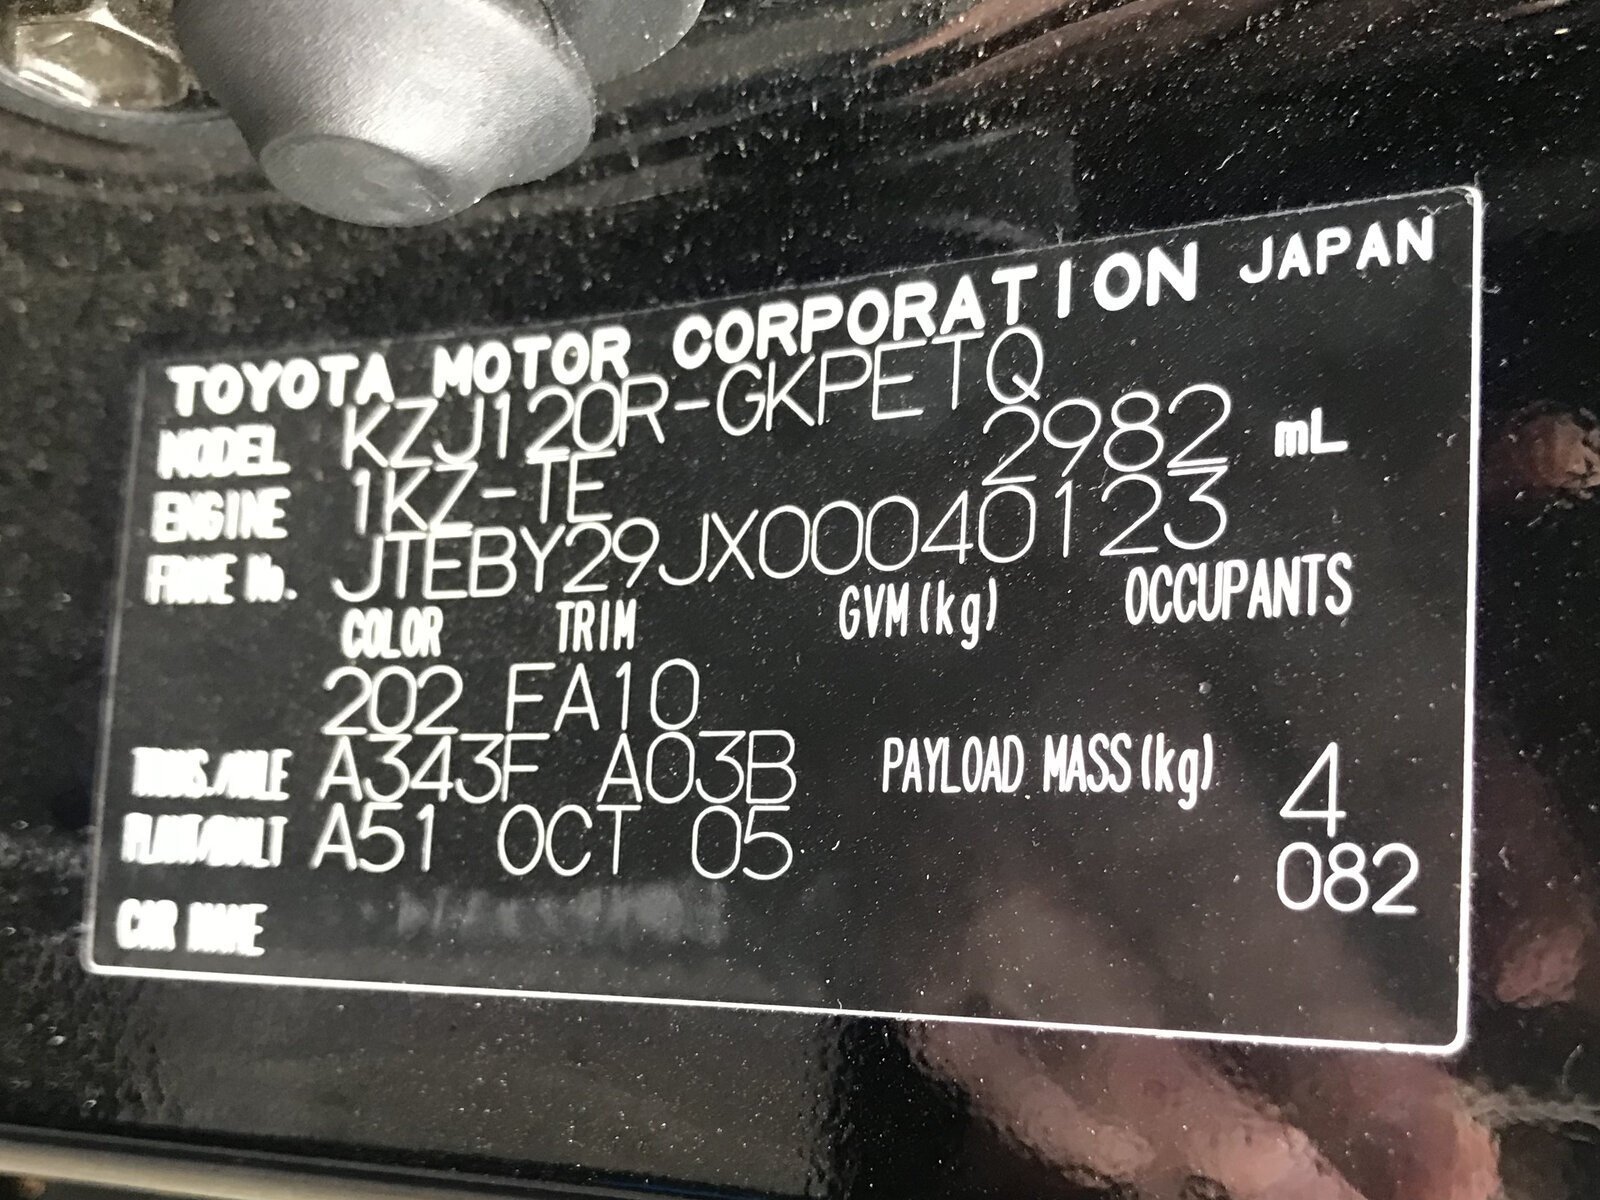 TOYOTA MOTOR CORPORATION JAPAN
MODEL KZJ120R-GKPETQ
ENGINE 1KZ-TE 2982 mL
FRAME No. JTEBY29JX00040123
COLOR TRIM GVM(kg) OCCUPANTS
202 FA10
TRANS./AXLE A343F A03B PAYLOAD MASS(kg) 4
PLANT/BUILT A51 OCT 05 082
CAR NAME